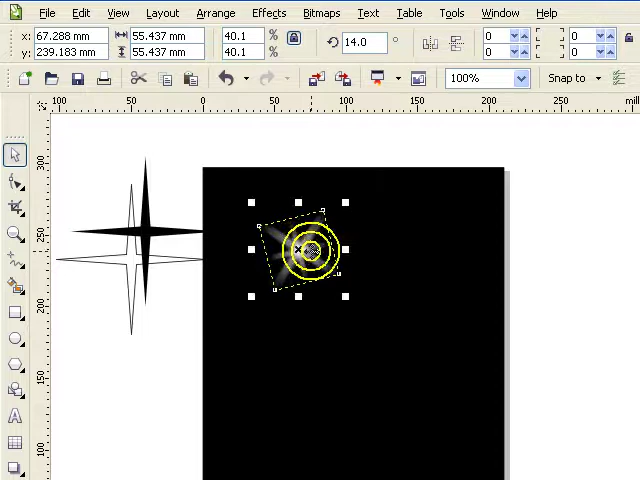 File Edit View Layout Arrange Effects Bitmaps Text Table Tools Window Help
x: 67.288 mm 55.437 mm 40.1 % 14.0 ° 0 0
y: 239.183 mm 55.437 mm 40.1 % 0 0
100% Snap to
100 50 0 50 100 150 200 250 mill
300
250
200
150
100
A